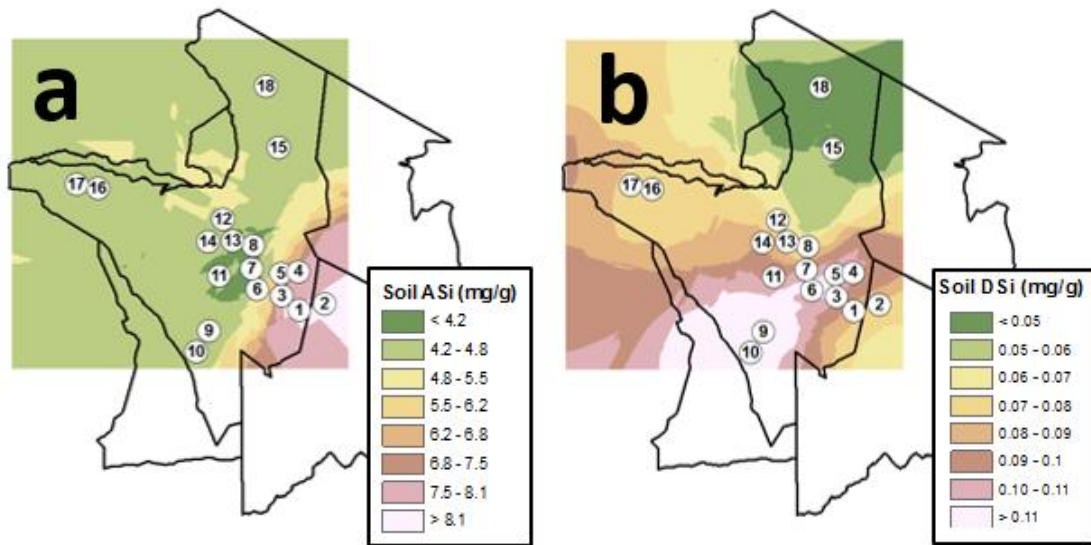 a
18
15
17 16
12
14 13 8
7
11 5 4
6 3
1 2
9
10
Soil ASi (mg/g)
< 4.2
4.2 - 4.8
4.8 - 5.5
5.5 - 6.2
6.2 - 6.8
6.8 - 7.5
7.5 - 8.1
> 8.1
b
18
15
17 16
12
14 13 8
7
11 5 4
6 3
1 2
9
10
Soil DSi (mg/g)
< 0.05
0.05 - 0.06
0.06 - 0.07
0.07 - 0.08
0.08 - 0.09
0.09 - 0.1
0.10 - 0.11
> 0.11